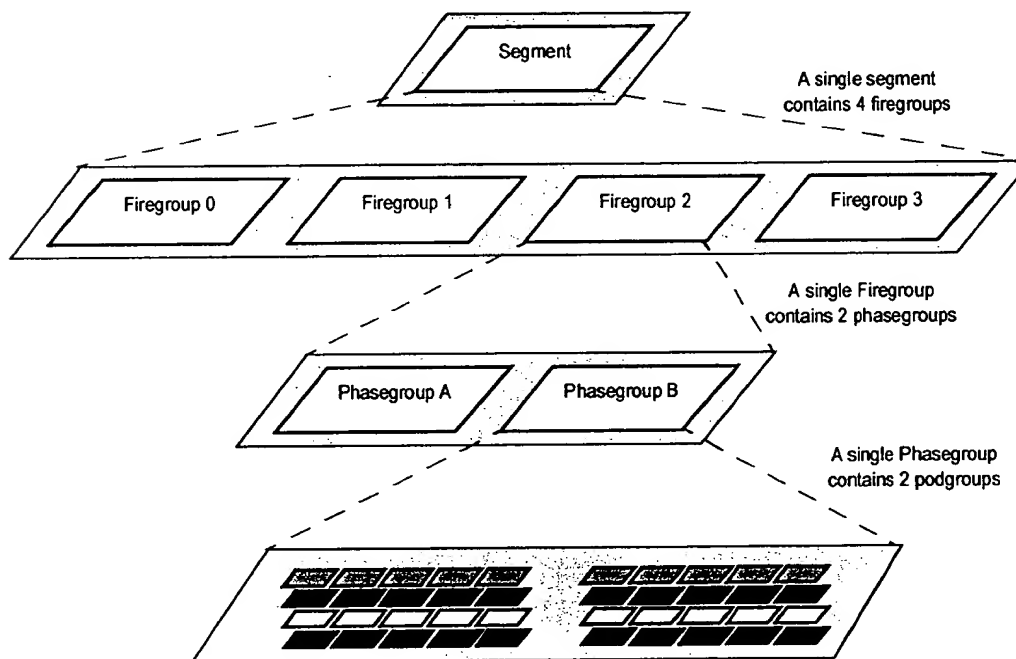 Segment
A single segment
contains 4 firegroups
Firegroup 0
Firegroup 1
Firegroup 2
Firegroup 3
A single Firegroup
contains 2 phasegroups
Phasegroup A
Phasegroup B
A single Phasegroup
contains 2 podgroups